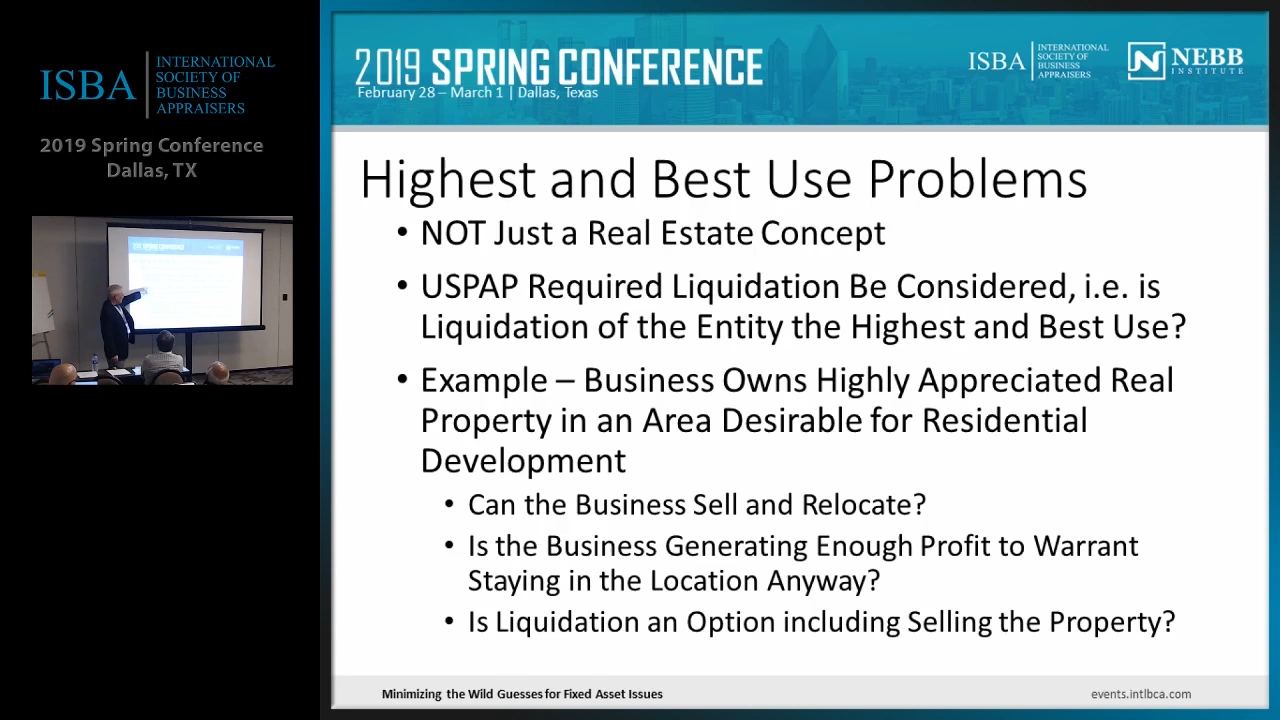 ISBA
INTERNATIONAL
SOCIETY OF
BUSINESS
APPRAISERS
2019 Spring Conference
Dallas, TX
2019 SPRING CONFERENCE
February 28 – March 1 | Dallas, Texas
ISBA
INTERNATIONAL
SOCIETY OF
BUSINESS
APPRAISERS
N NEBB
INSTITUTE
Highest and Best Use Problems
• NOT Just a Real Estate Concept
• USPAP Required Liquidation Be Considered, i.e. is
Liquidation of the Entity the Highest and Best Use?
• Example – Business Owns Highly Appreciated Real
Property in an Area Desirable for Residential
Development
• Can the Business Sell and Relocate?
• Is the Business Generating Enough Profit to Warrant
Staying in the Location Anyway?
• Is Liquidation an Option including Selling the Property?
Minimizing the Wild Guesses for Fixed Asset Issues
events.intlbca.com
2019 SPRING CONFERENCE